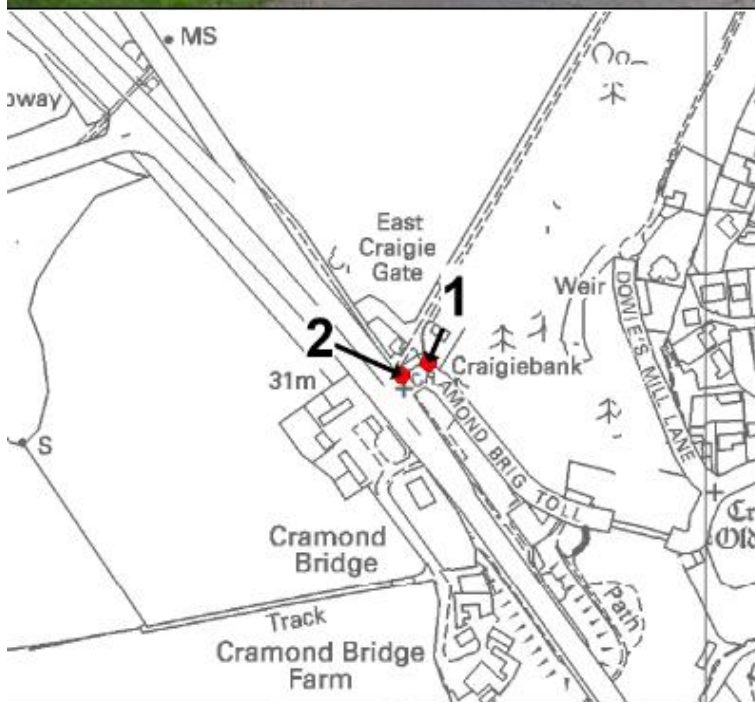 MS
East
Craigie
Gate
1
Weir
2
31m
Craigiebank
CRAMOND BRIG TOLL
DOWIE'S MILL LANE
S
Cramond
Bridge
Track
Path
Cramond Bridge
Farm